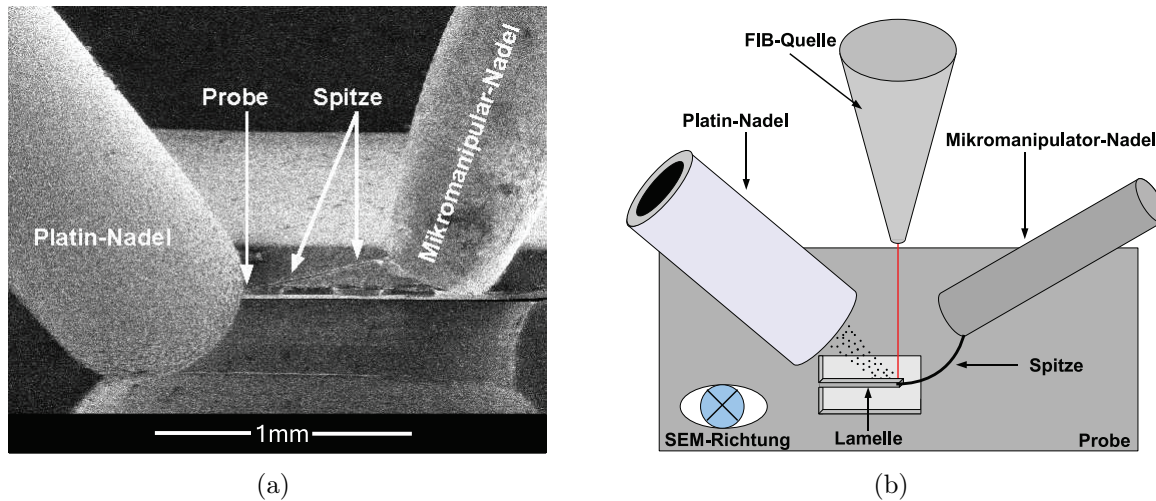 Probe
Spitze
Mikromanipular-Nadel
Platin-Nadel
1mm
(a)
FIB-Quelle
Platin-Nadel
Mikromanipulator-Nadel
Spitze
SEM-Richtung
Lamelle
Probe
(b)